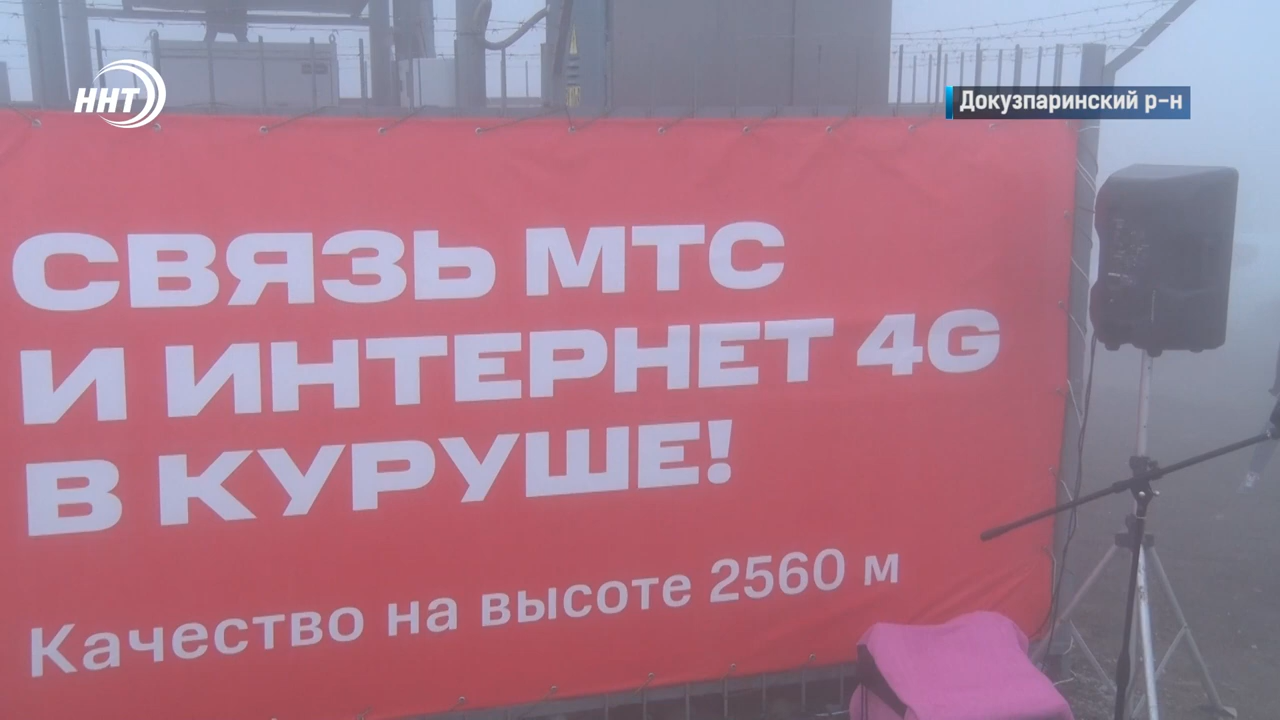 ННТ
Докузпаринский р-н
СВЯЗЬ МТС
И ИНТЕРНЕТ 4G
В КУРУШЕ!
Качество на высоте 2560 м